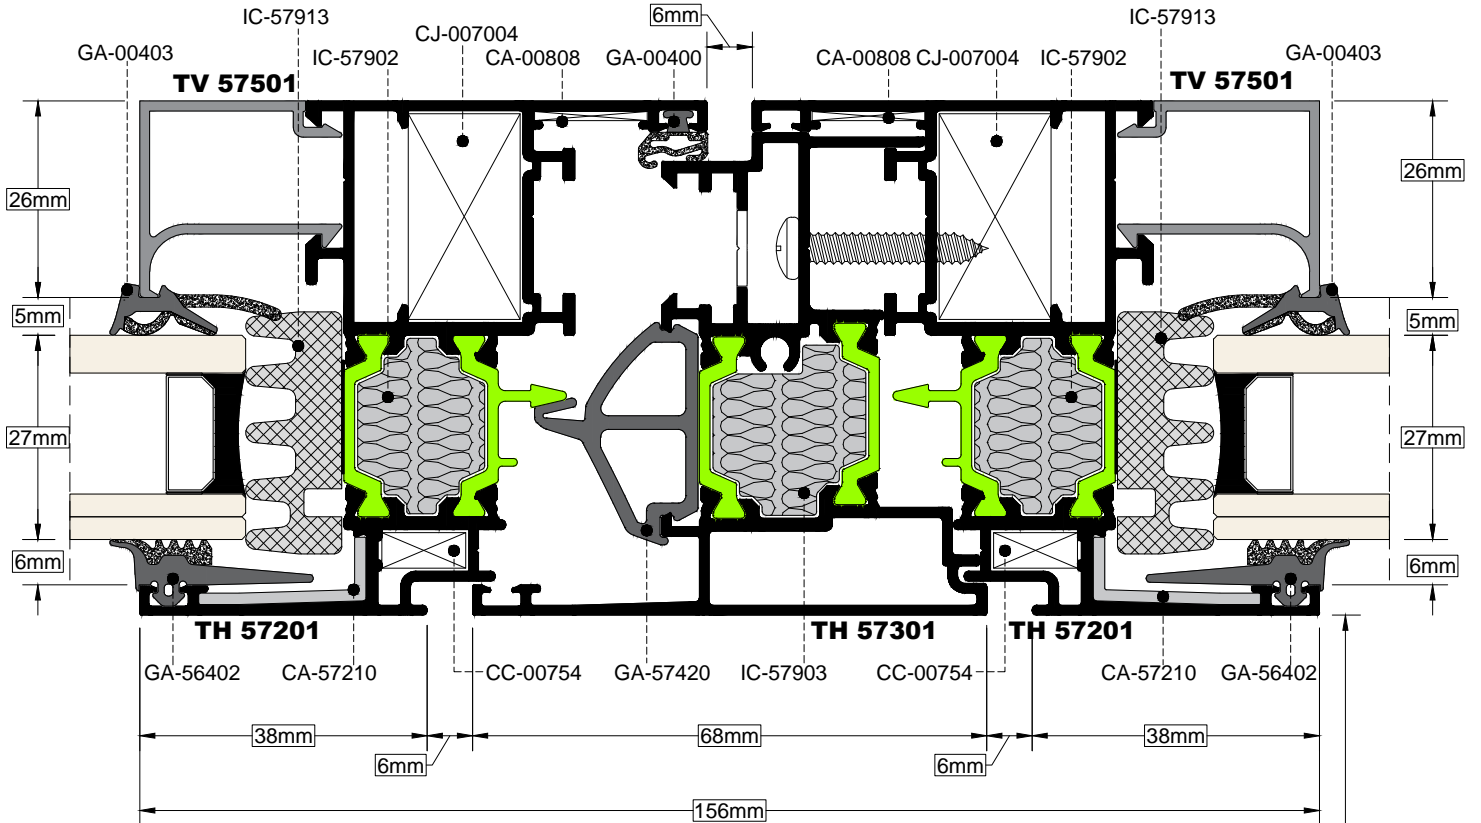 6mm
IC-57913
IC-57913
CJ-007004
GA-00403
IC-57902
CA-00808
GA-00400
CA-00808
CJ-007004
IC-57902
GA-00403
TV 57501
TV 57501
26mm
26mm
5mm
5mm
27mm
27mm
6mm
6mm
TH 57201
TH 57301
TH 57201
GA-56402
CA-57210
CC-00754
GA-57420
IC-57903
CC-00754
CA-57210
GA-56402
38mm
68mm
38mm
6mm
6mm
156mm